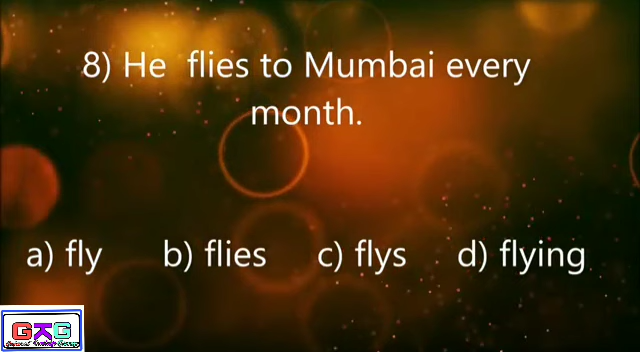 8) He flies to Mumbai every
month.
a) fly b) flies c) flys d) flying
GKG